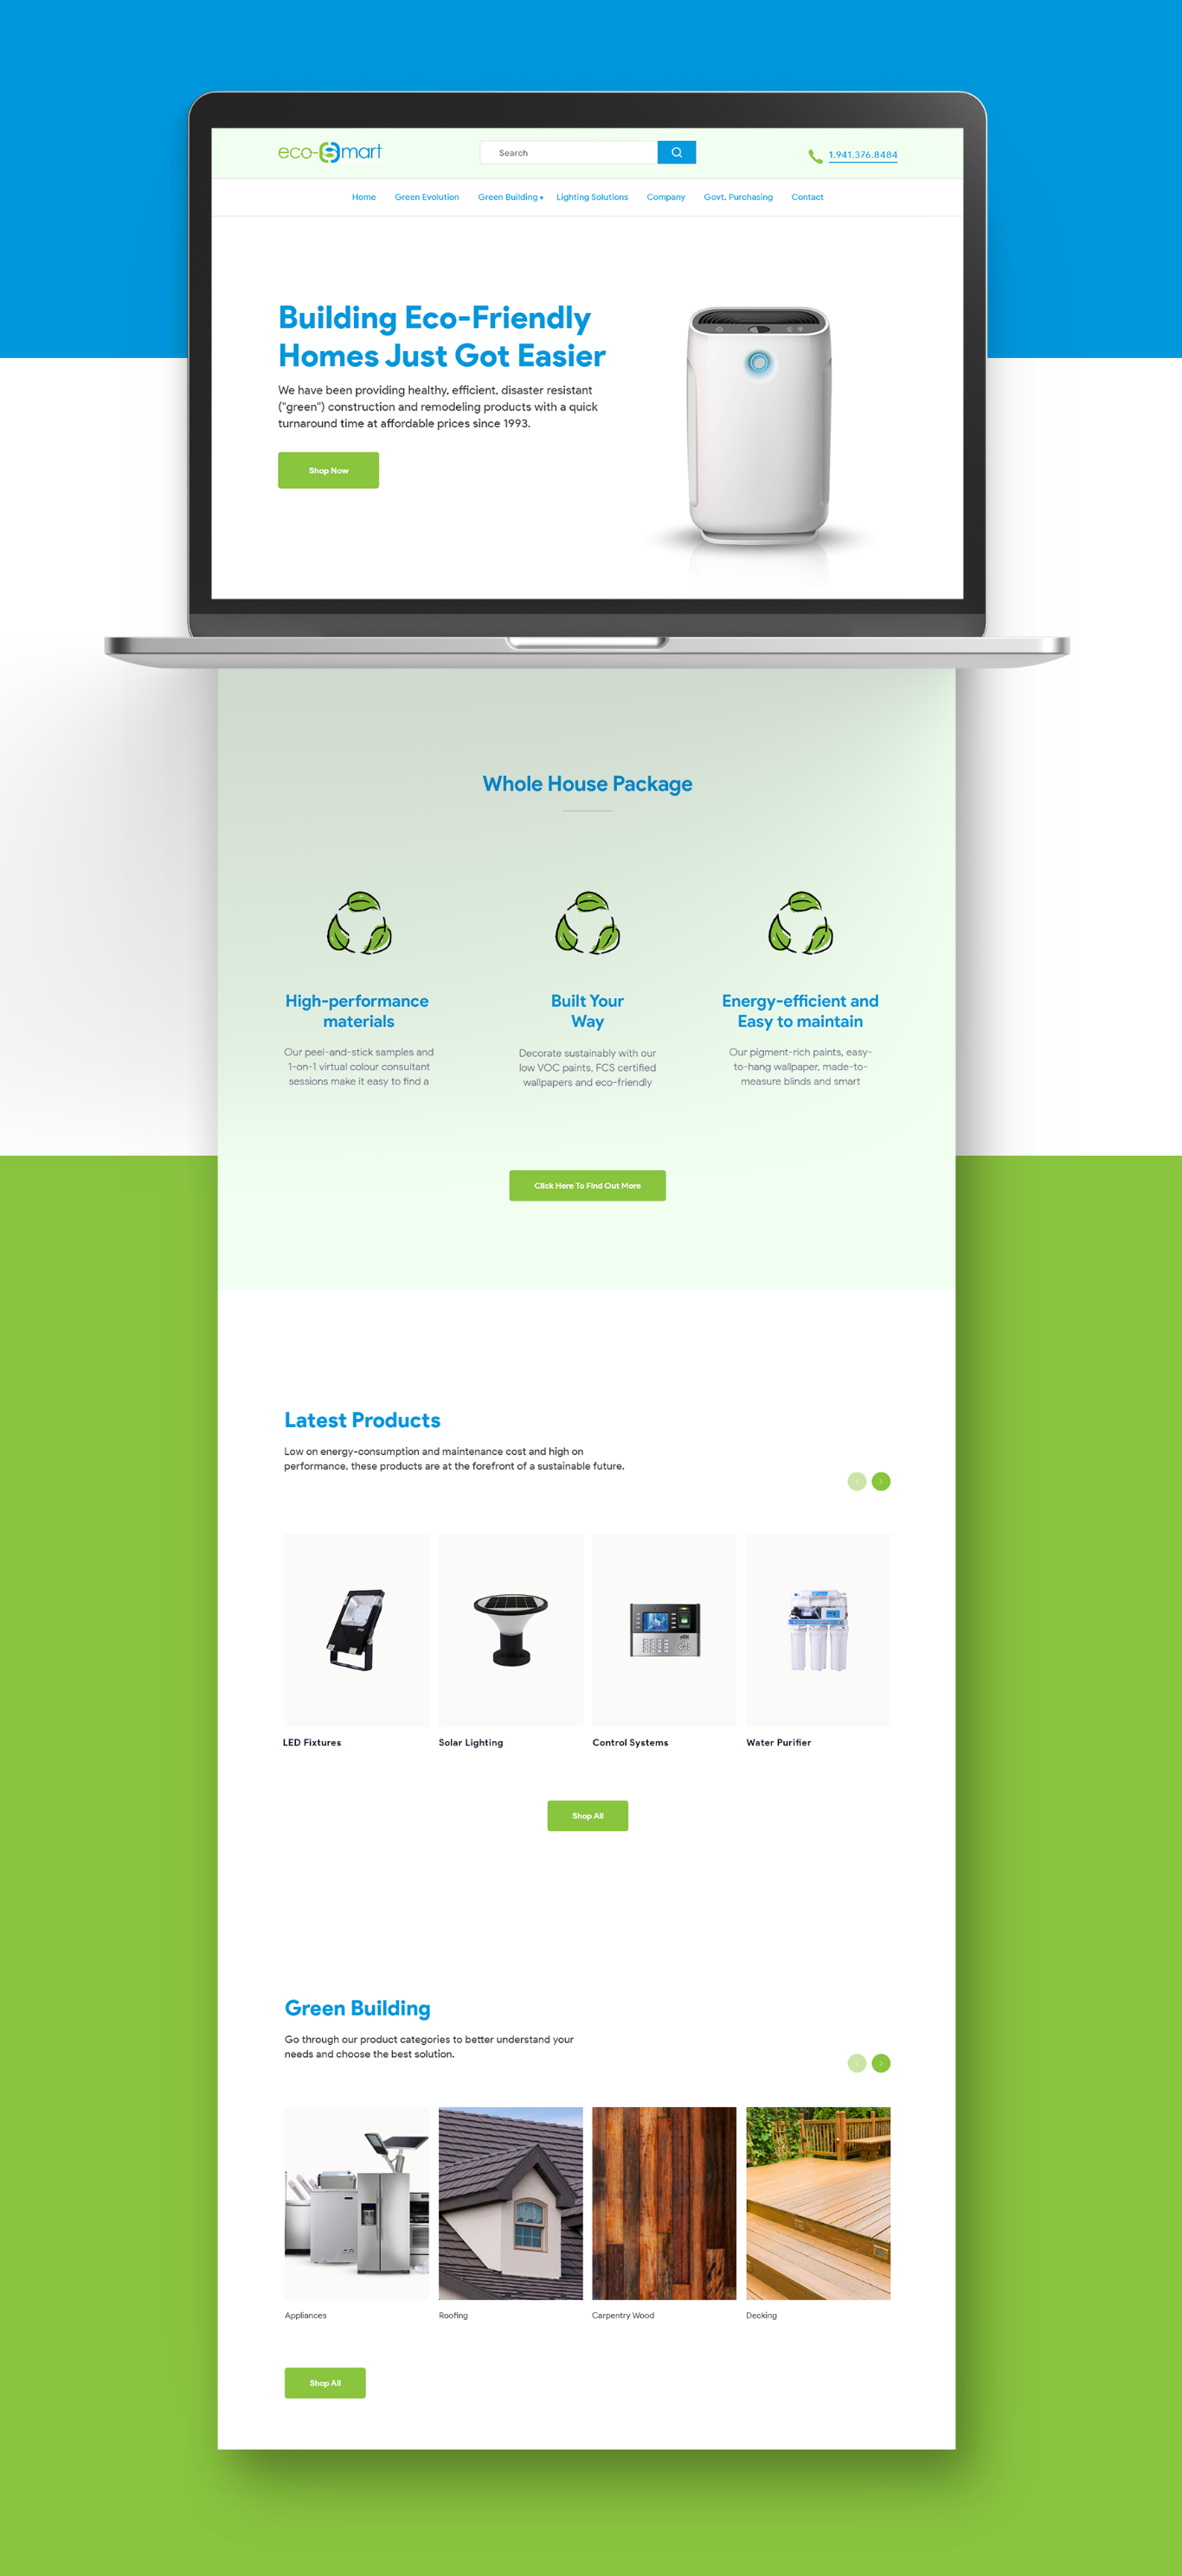 eco-Smart
Search
1.941.376.8484
Home Green Evolution Green Building Lighting Solutions Company Govt. Purchasing Contact
Building Eco-Friendly
Homes Just Got Easier
We have been providing healthy, efficient, disaster resistant
("green") construction and remodeling products with a quick
turnaround time at affordable prices since 1993.
Shop Now
Whole House Package
High-performance
materials
Our peel-and-stick samples and
1-on-1 virtual colour consultant
sessions make it easy to find a
Built Your
Way
Decorate sustainably with our
low VOC paints, FCS certified
wallpapers and eco-friendly
Energy-efficient and
Easy to maintain
Our pigment-rich paints, easy-
to-hang wallpaper, made-to-
measure blinds and smart
Click Here To Find Out More
Latest Products
Low on energy-consumption and maintenance cost and high on
performance, these products are at the forefront of a sustainable future.
LED Fixtures
Solar Lighting
Control Systems
Water Purifier
Shop All
Green Building
Go through our product categories to better understand your
needs and choose the best solution.
Appliances
Roofing
Carpentry Wood
Decking
Shop All